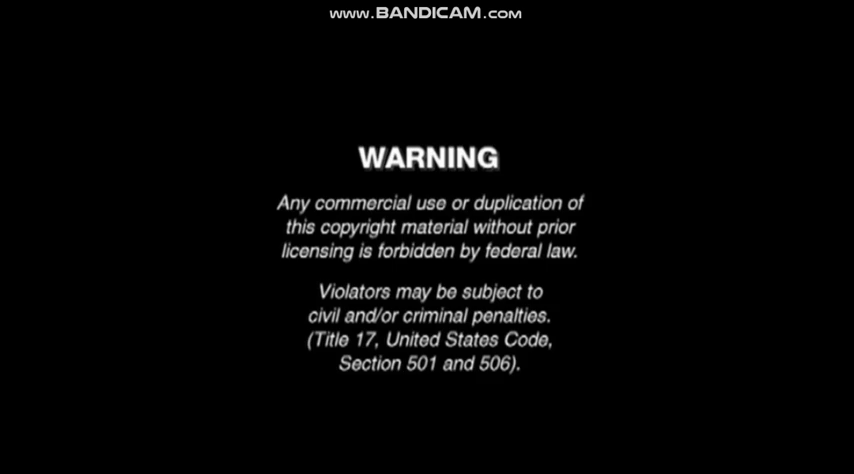 www.BANDICAM.com
WARNING
Any commercial use or duplication of
this copyright material without prior
licensing is forbidden by federal law.
Violators may be subject to
civil and/or criminal penalties.
(Title 17, United States Code,
Section 501 and 506).